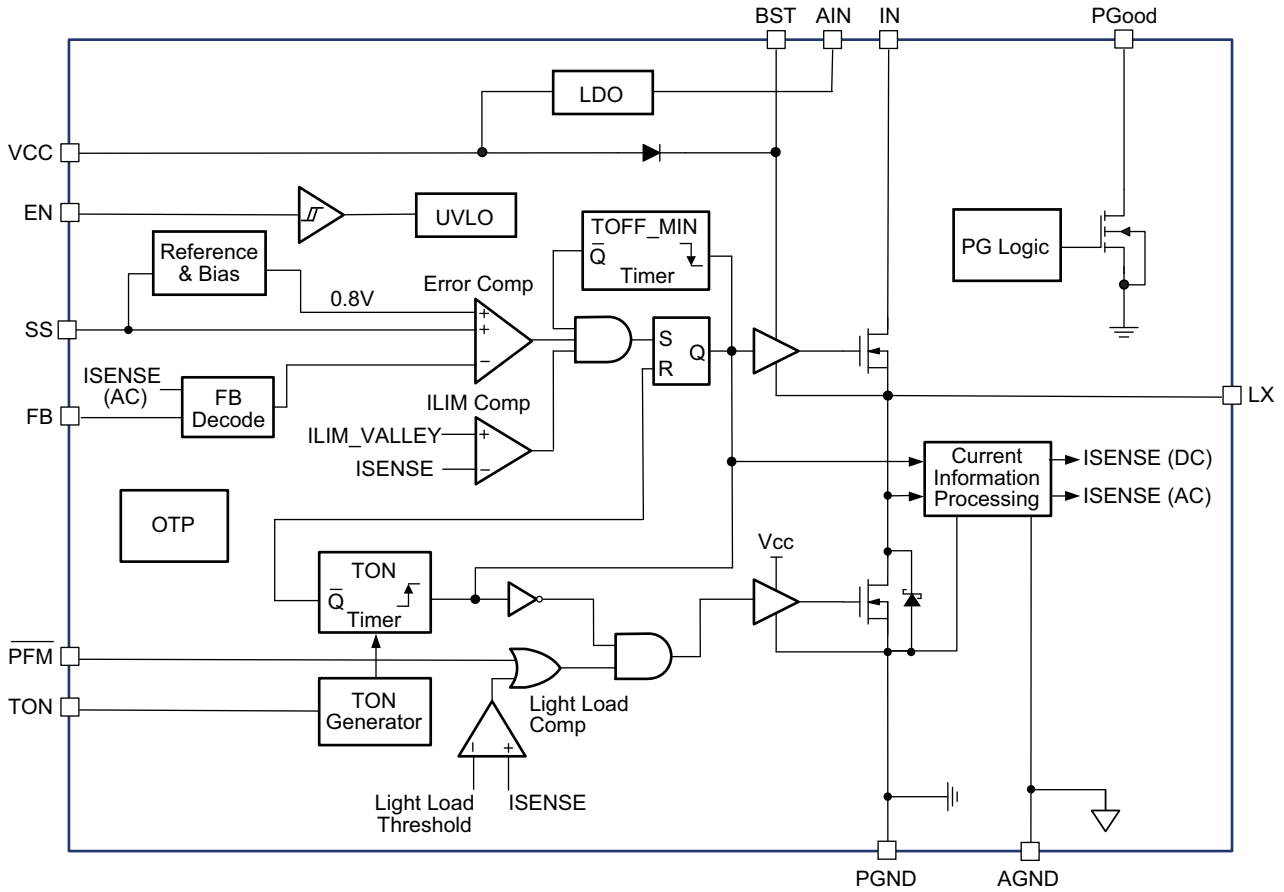 BST AIN IN PGood
LDO
VCC
EN
UVLO
TOFF_MIN
Q̅
Timer
PG Logic
Reference
& Bias
Error Comp
0.8V
+
+
−
SS
S
R
Q
ISENSE
(AC)
FB
Decode
FB
LX
ILIM Comp
ILIM_VALLEY
+
ISENSE
−
Current
Information
Processing
ISENSE (DC)
ISENSE (AC)
OTP
Vcc
TON
Q̅
Timer
P̅F̅M̅
TON
TON
Generator
Light Load
Comp
− +
Light Load
Threshold
ISENSE
PGND AGND